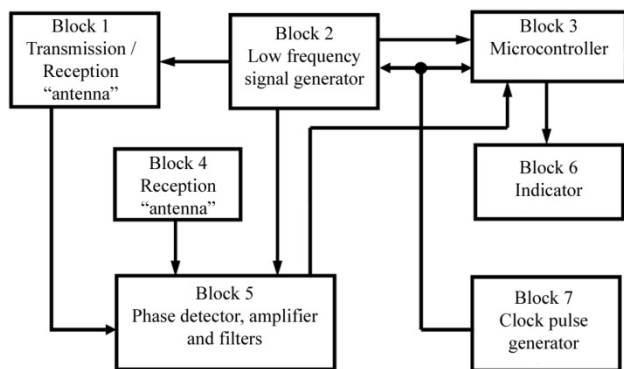 Block 1
Transmission /
Reception
“antenna”
Block 2
Low frequency
signal generator
Block 3
Microcontroller
Block 4
Reception
“antenna”
Block 6
Indicator
Block 5
Phase detector, amplifier
and filters
Block 7
Clock pulse
generator